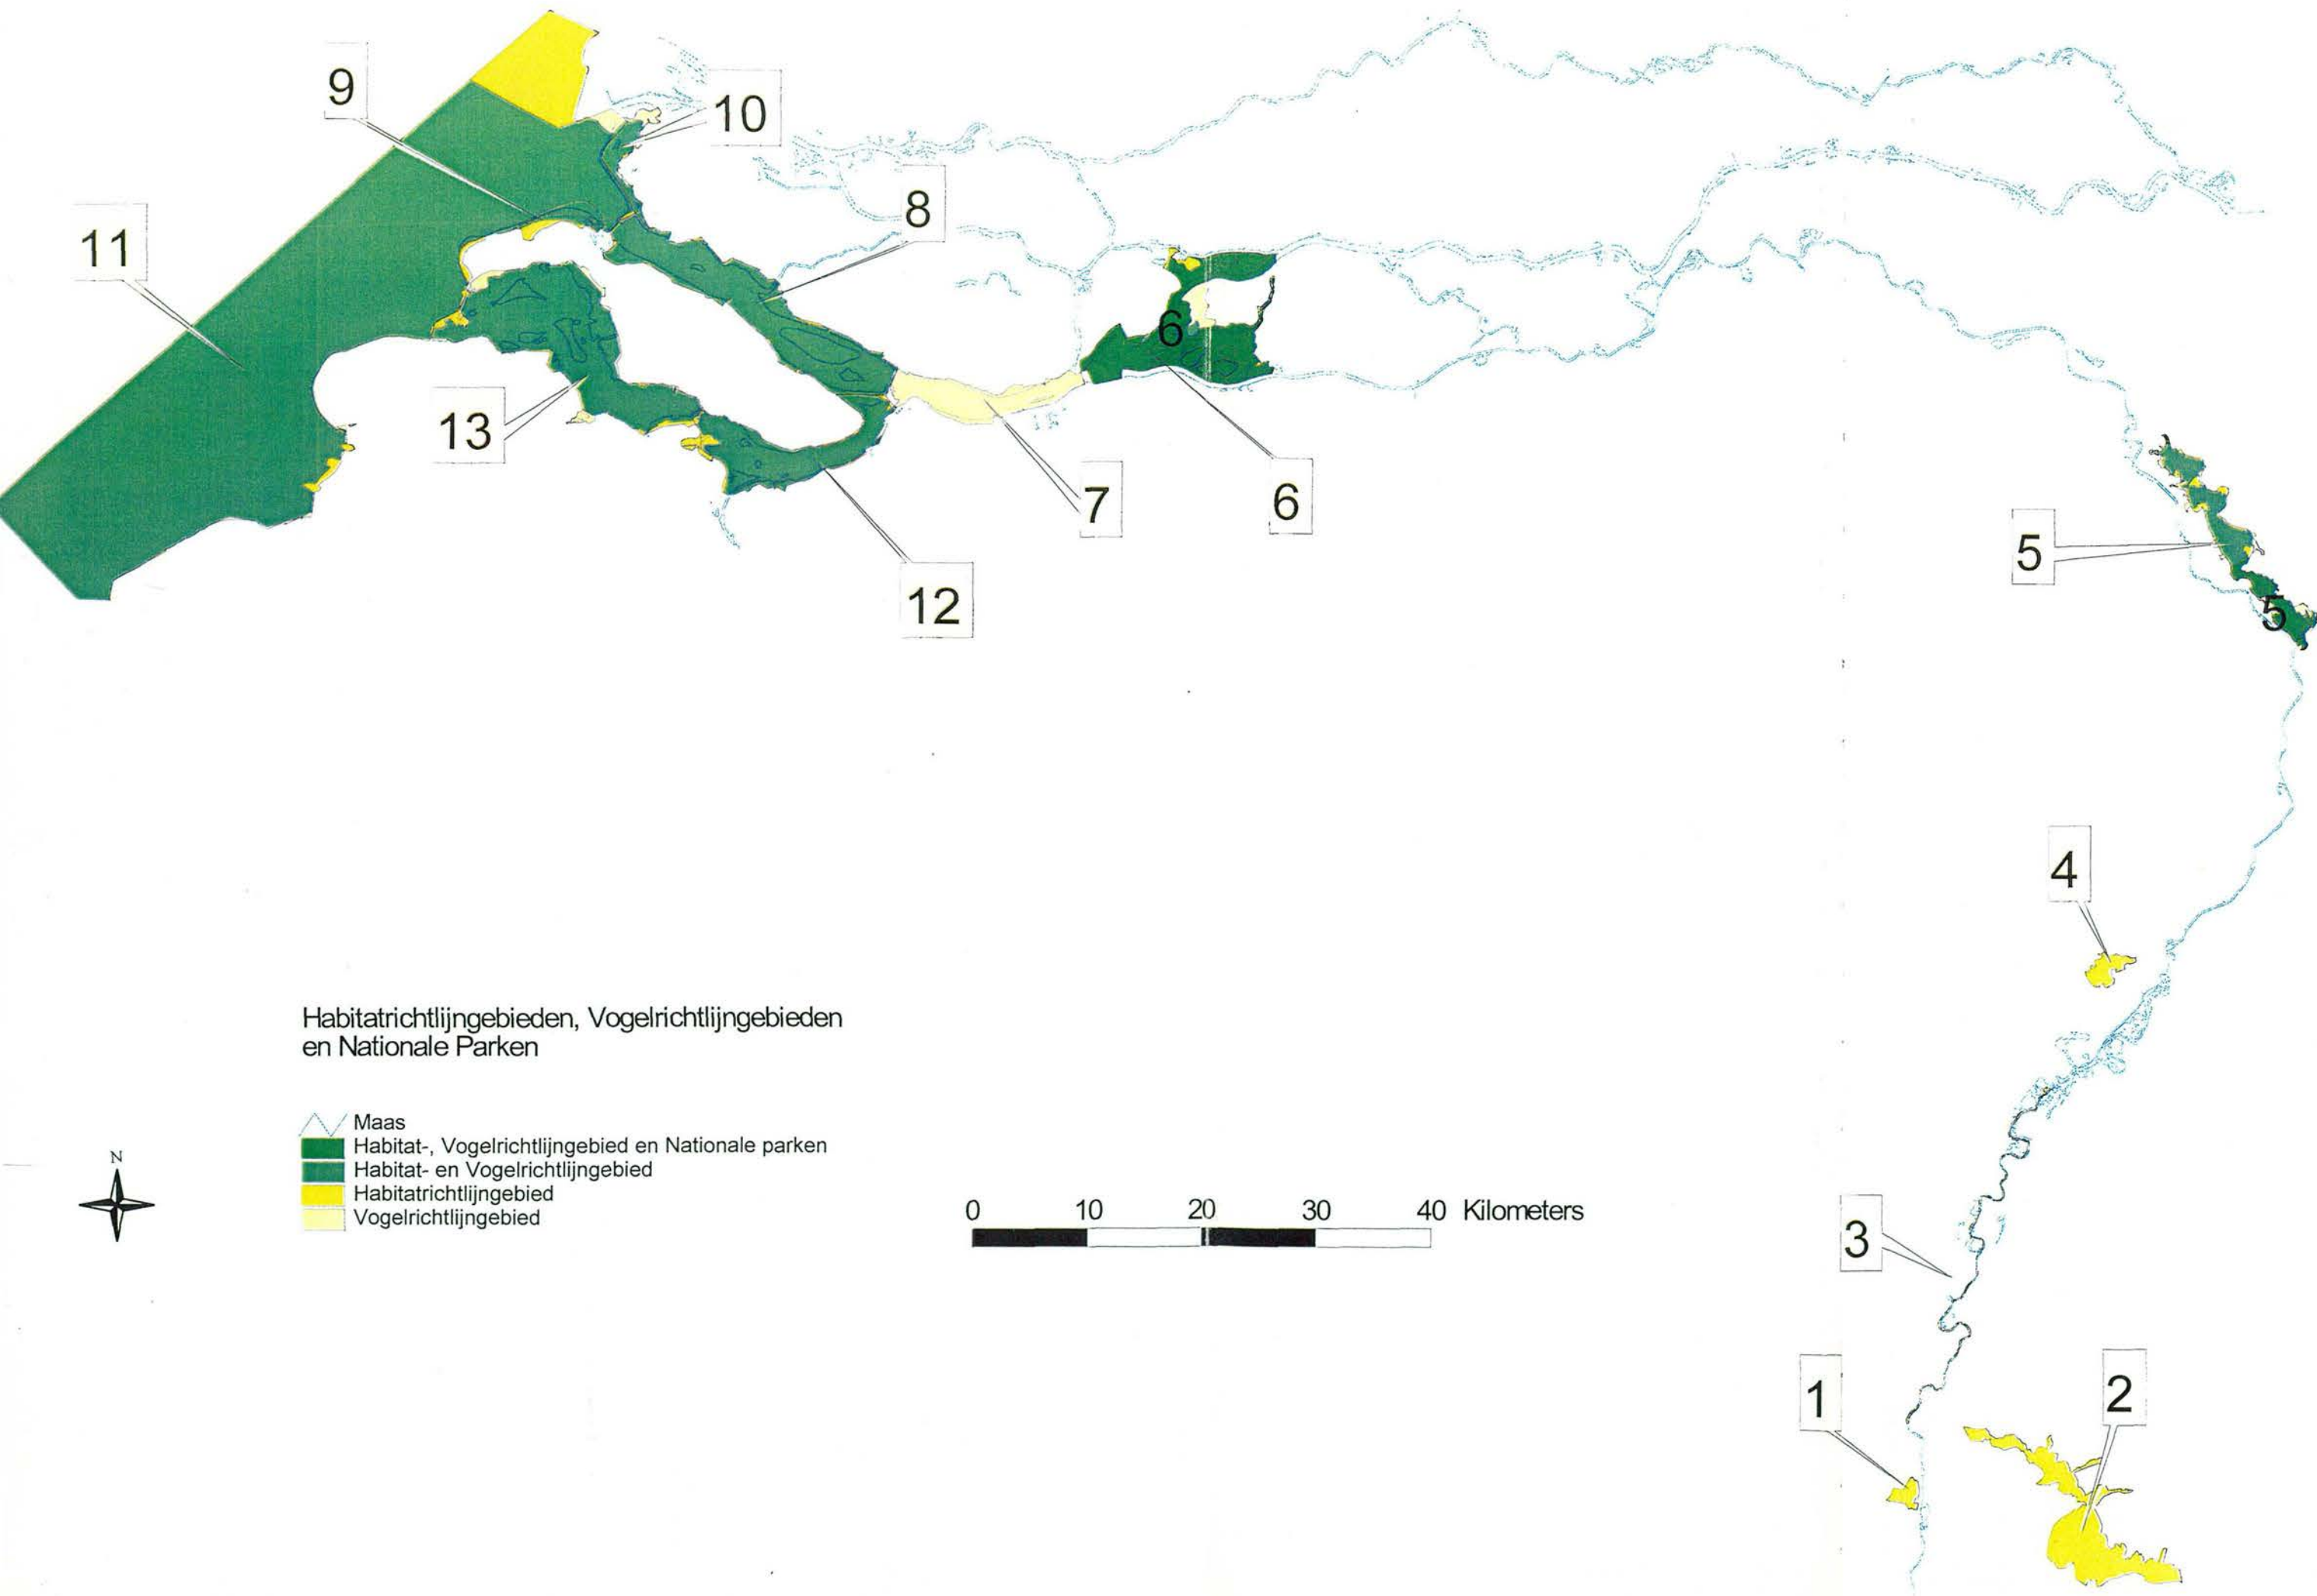 9
10
8
11
6
13
7
6
5
12
5
4
Habitatrichtlijngebieden, Vogelrichtlijngebieden
en Nationale Parken
Maas
Habitat-, Vogelrichtlijngebied en Nationale parken
N
Habitat- en Vogelrichtlijngebied
Habitatrichtlijngebied
Vogelrichtlijngebied
0 10 20 30 40 Kilometers
3
1
2